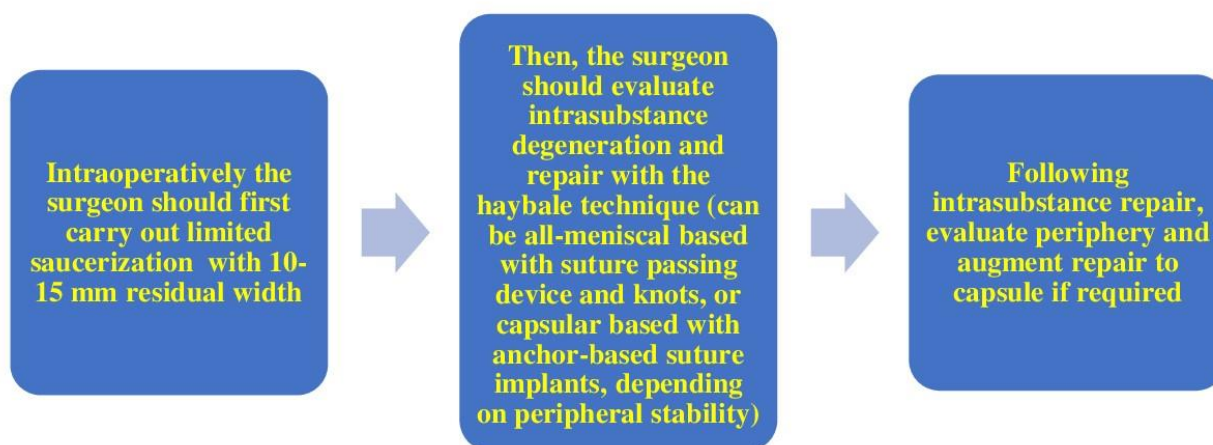 Intraoperatively the
surgeon should first
carry out limited
saucerization with 10-
15 mm residual width
Then, the surgeon
should evaluate
intrasubstance
degeneration and
repair with the
haybale technique (can
be all-meniscal based
with suture passing
device and knots, or
capsular based with
anchor-based suture
implants, depending
on peripheral stability)
Following
intrasubstance repair,
evaluate periphery and
augment repair to
capsule if required